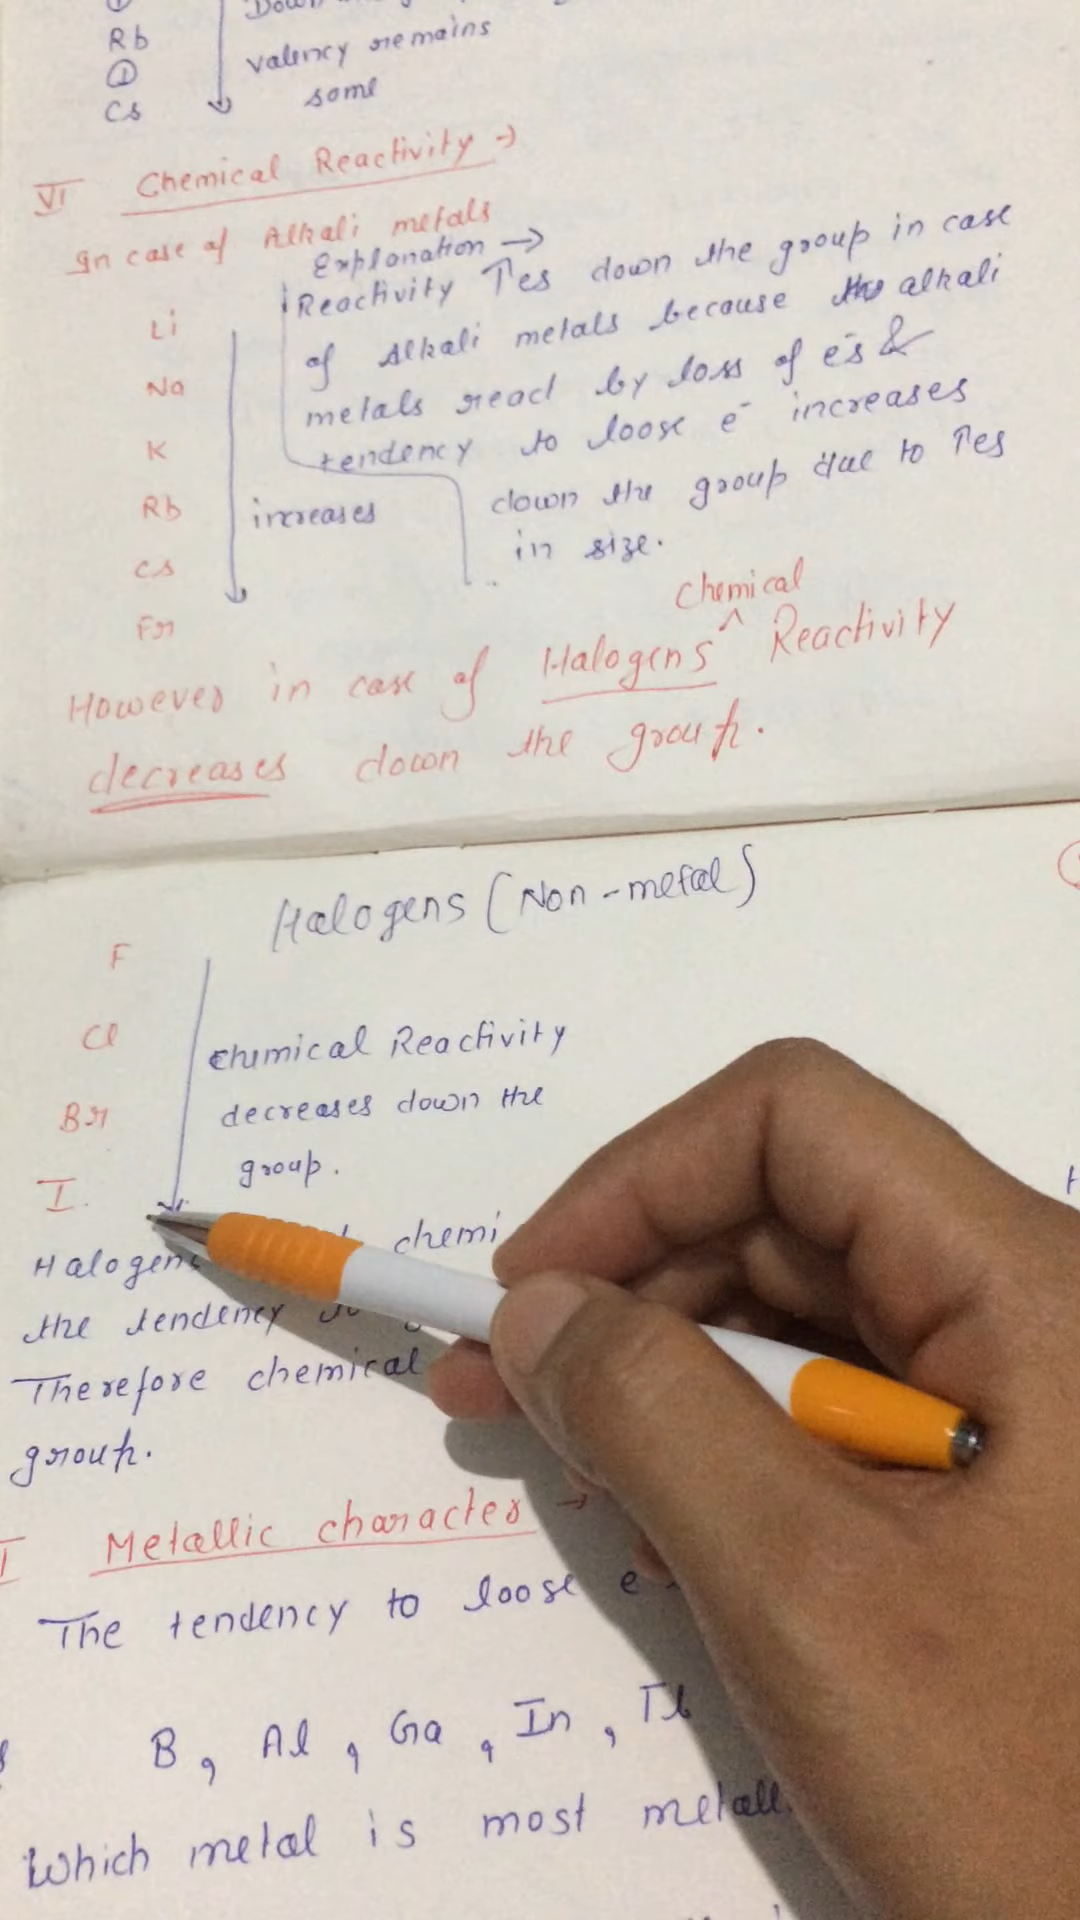 Rb
valency remains
①
Cs
same
VI Chemical Reactivity →
In case of Alkali metals
Explanation →
Reactivity ↑es down the group in case
Li
of Alkali metals because the alkali
Na
metals react by loss of e⁻s &
K
tendency to loose e⁻ increases
Rb
increases
down the group due to ↑es
in size.
Cs
Fr
Chemical
However in case of Halogens ^ Reactivity
decreases down the group.
Halogens (Non-metal)
F
Cl
Chemical Reactivity
Br
decreases down the
group.
I.
Halogens chemi
the tendency
Therefore chemical
group.
I Metallic character →
The tendency to loose e
B, Al, Ga, In, Tl
Which metal is most metall